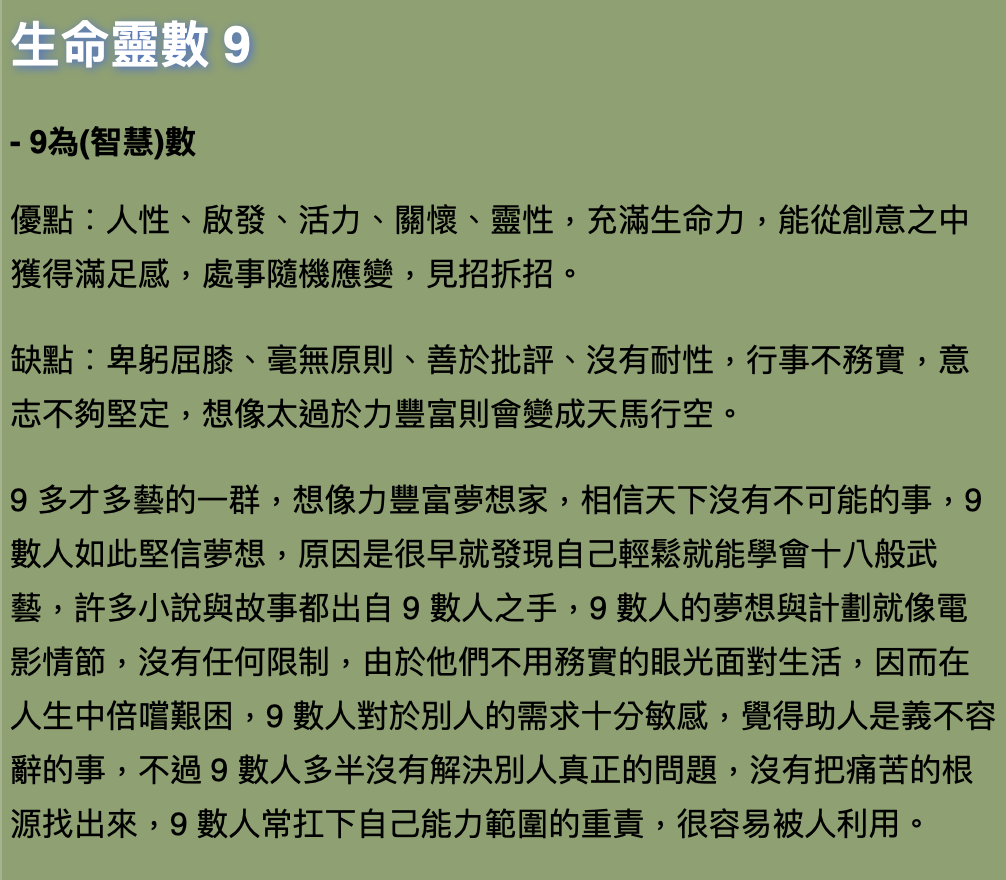 生命靈數 9
- 9為(智慧)數
優點：人性、啟發、活力、關懷、靈性，充滿生命力，能從創意之中
獲得滿足感，處事隨機應變，見招拆招。
缺點：卑躬屈膝、毫無原則、善於批評、沒有耐性，行事不務實，意
志不夠堅定，想像太過於力豐富則會變成天馬行空。
9 多才多藝的一群，想像力豐富夢想家，相信天下沒有不可能的事，9
數人如此堅信夢想，原因是很早就發現自己輕鬆就能學會十八般武
藝，許多小說與故事都出自 9 數人之手，9 數人的夢想與計劃就像電
影情節，沒有任何限制，由於他們不用務實的眼光面對生活，因而在
人生中倍嚐艱困，9 數人對於別人的需求十分敏感，覺得助人是義不容
辭的事，不過 9 數人多半沒有解決別人真正的問題，沒有把痛苦的根
源找出來，9 數人常扛下自己能力範圍的重責，很容易被人利用。